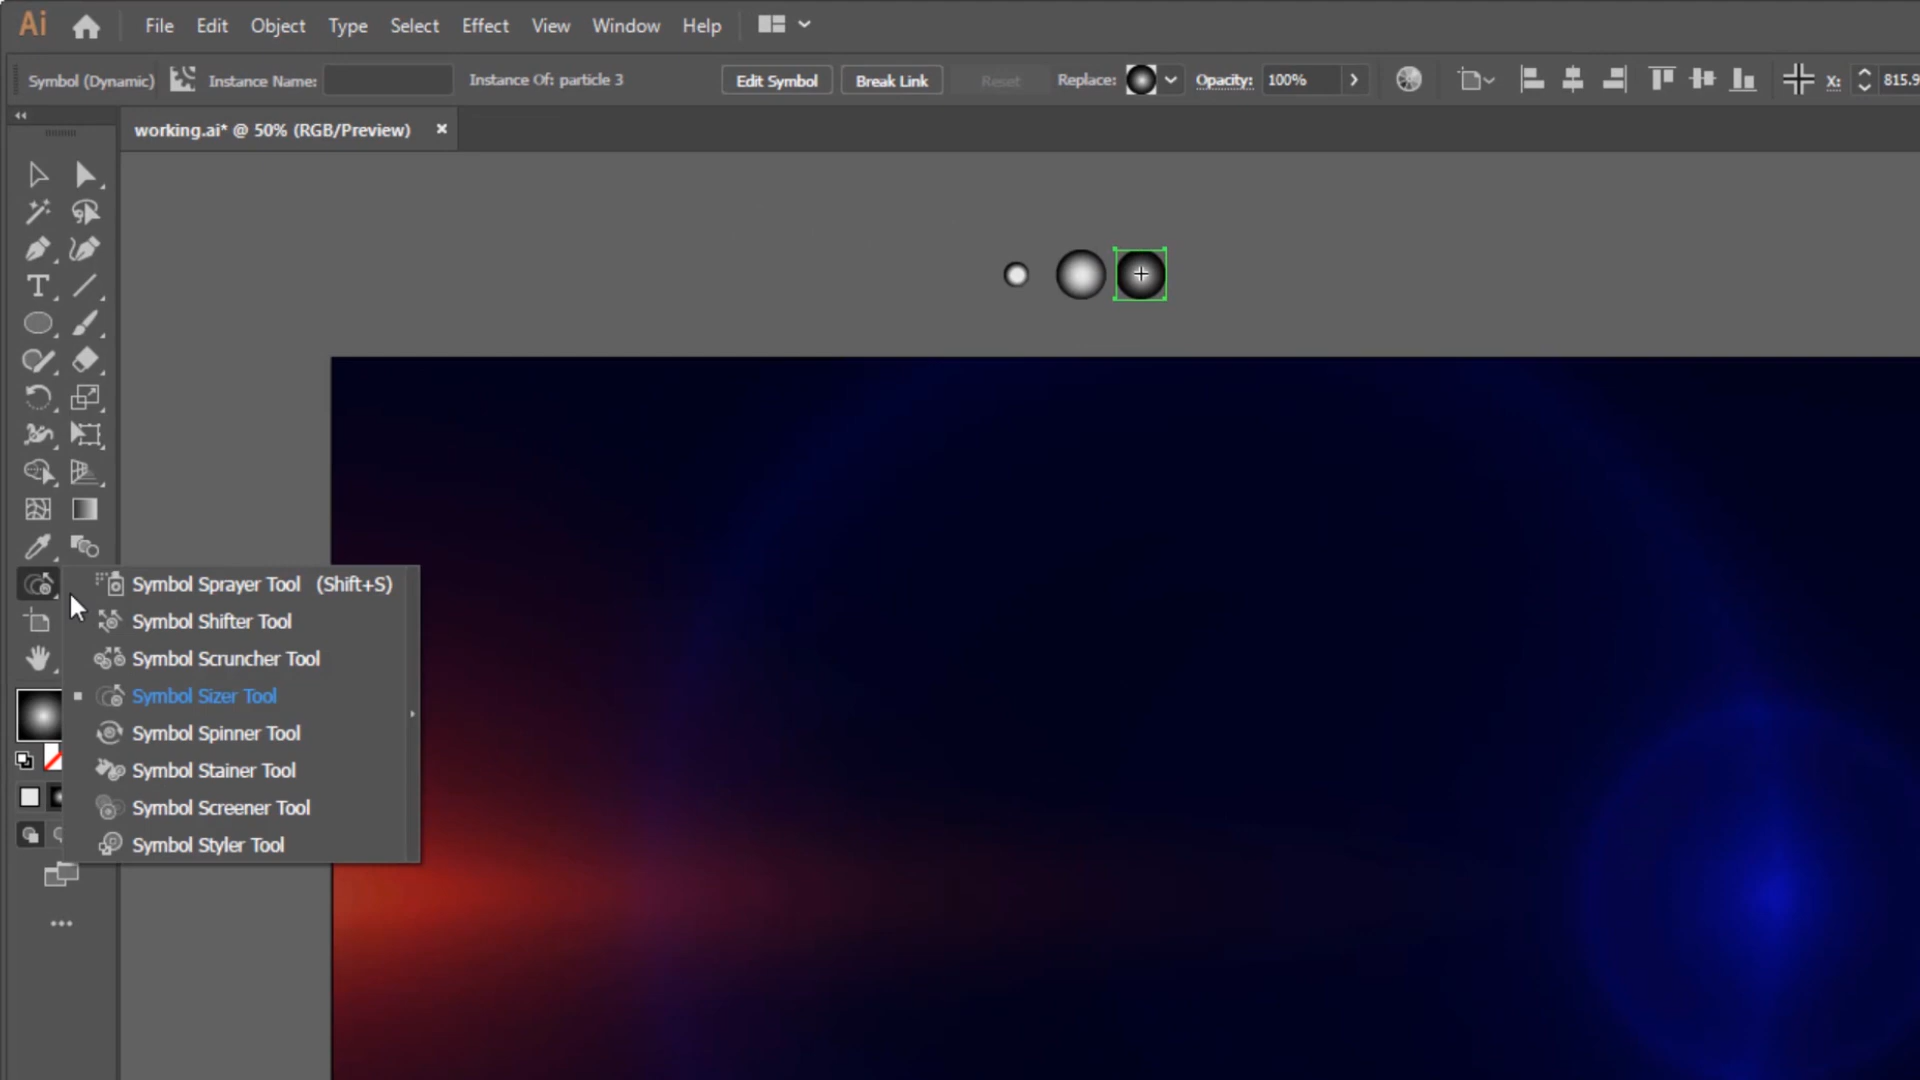 Ai File Edit Object Type Select Effect View Window Help
Symbol (Dynamic) Instance Name: Instance Of: particle 3 Edit Symbol Break Link Reset Replace: Opacity: 100% X: 815.9
working.ai* @ 50% (RGB/Preview) ×
Symbol Sprayer Tool (Shift+S)
Symbol Shifter Tool
Symbol Scruncher Tool
Symbol Sizer Tool
Symbol Spinner Tool
Symbol Stainer Tool
Symbol Screener Tool
Symbol Styler Tool